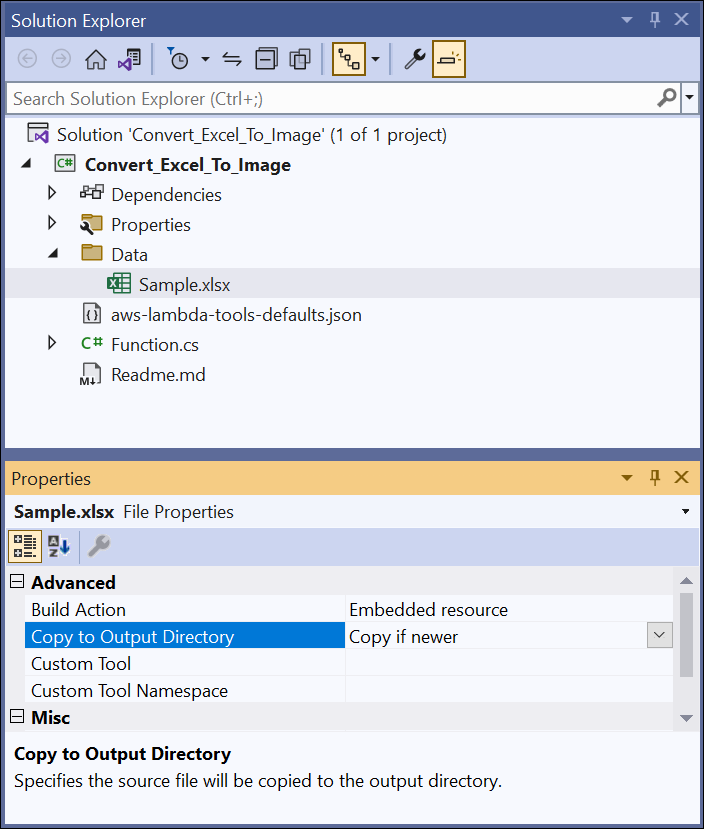 Solution Explorer
Search Solution Explorer (Ctrl+;)
Solution 'Convert_Excel_To_Image' (1 of 1 project)
C# Convert_Excel_To_Image
Dependencies
Properties
Data
Sample.xlsx
aws-lambda-tools-defaults.json
C# Function.cs
M Readme.md
Properties
Sample.xlsx File Properties
A
Z
Advanced
Build Action Embedded resource
Copy to Output Directory Copy if newer
Custom Tool
Custom Tool Namespace
Misc
Copy to Output Directory
Specifies the source file will be copied to the output directory.